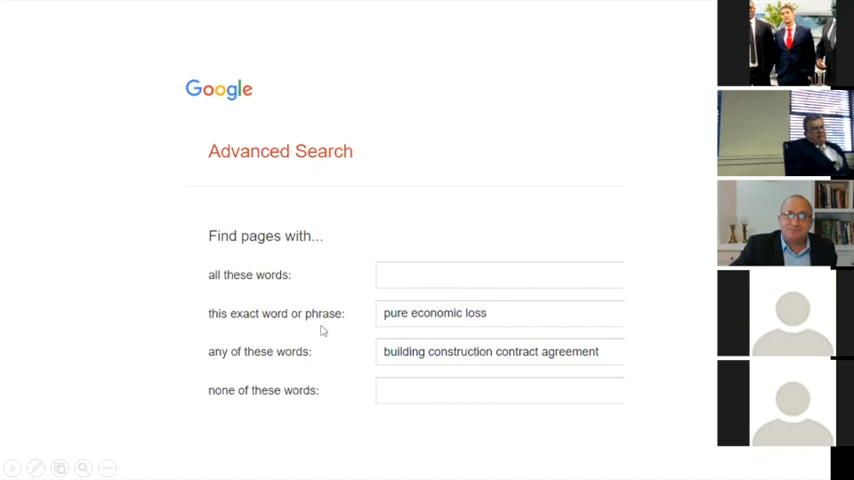 Google
Advanced Search
Find pages with...
all these words:
this exact word or phrase: pure economic loss
any of these words: building construction contract agreement
none of these words: